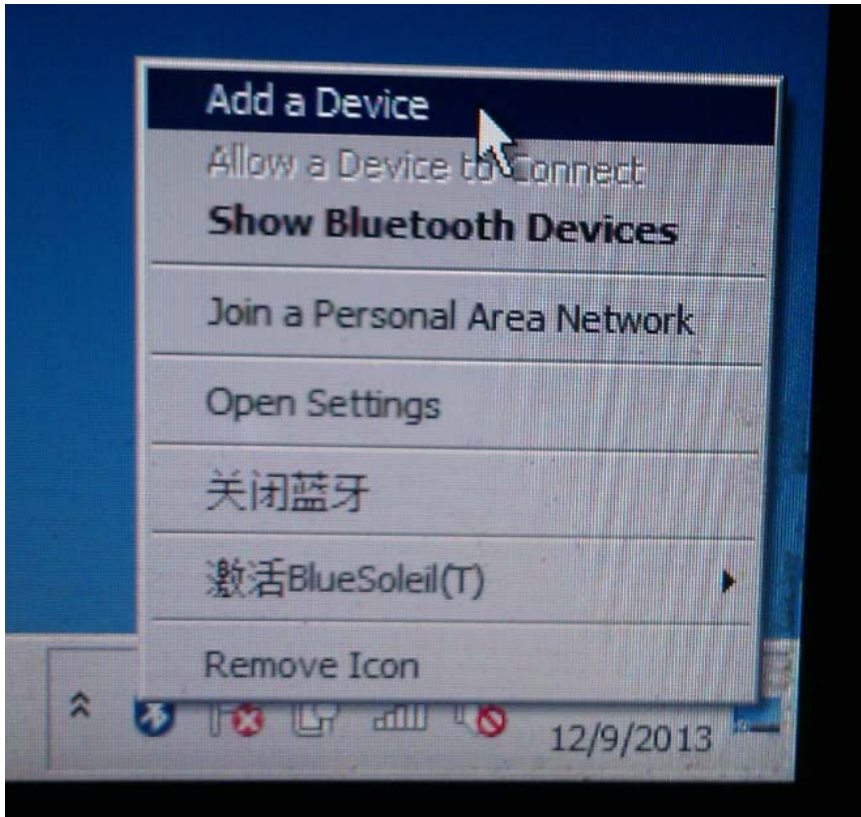 Add a Device
Allow a Device to Connect
Show Bluetooth Devices
Join a Personal Area Network
Open Settings
关闭蓝牙
激活BlueSoleil(T)
Remove Icon
12/9/2013